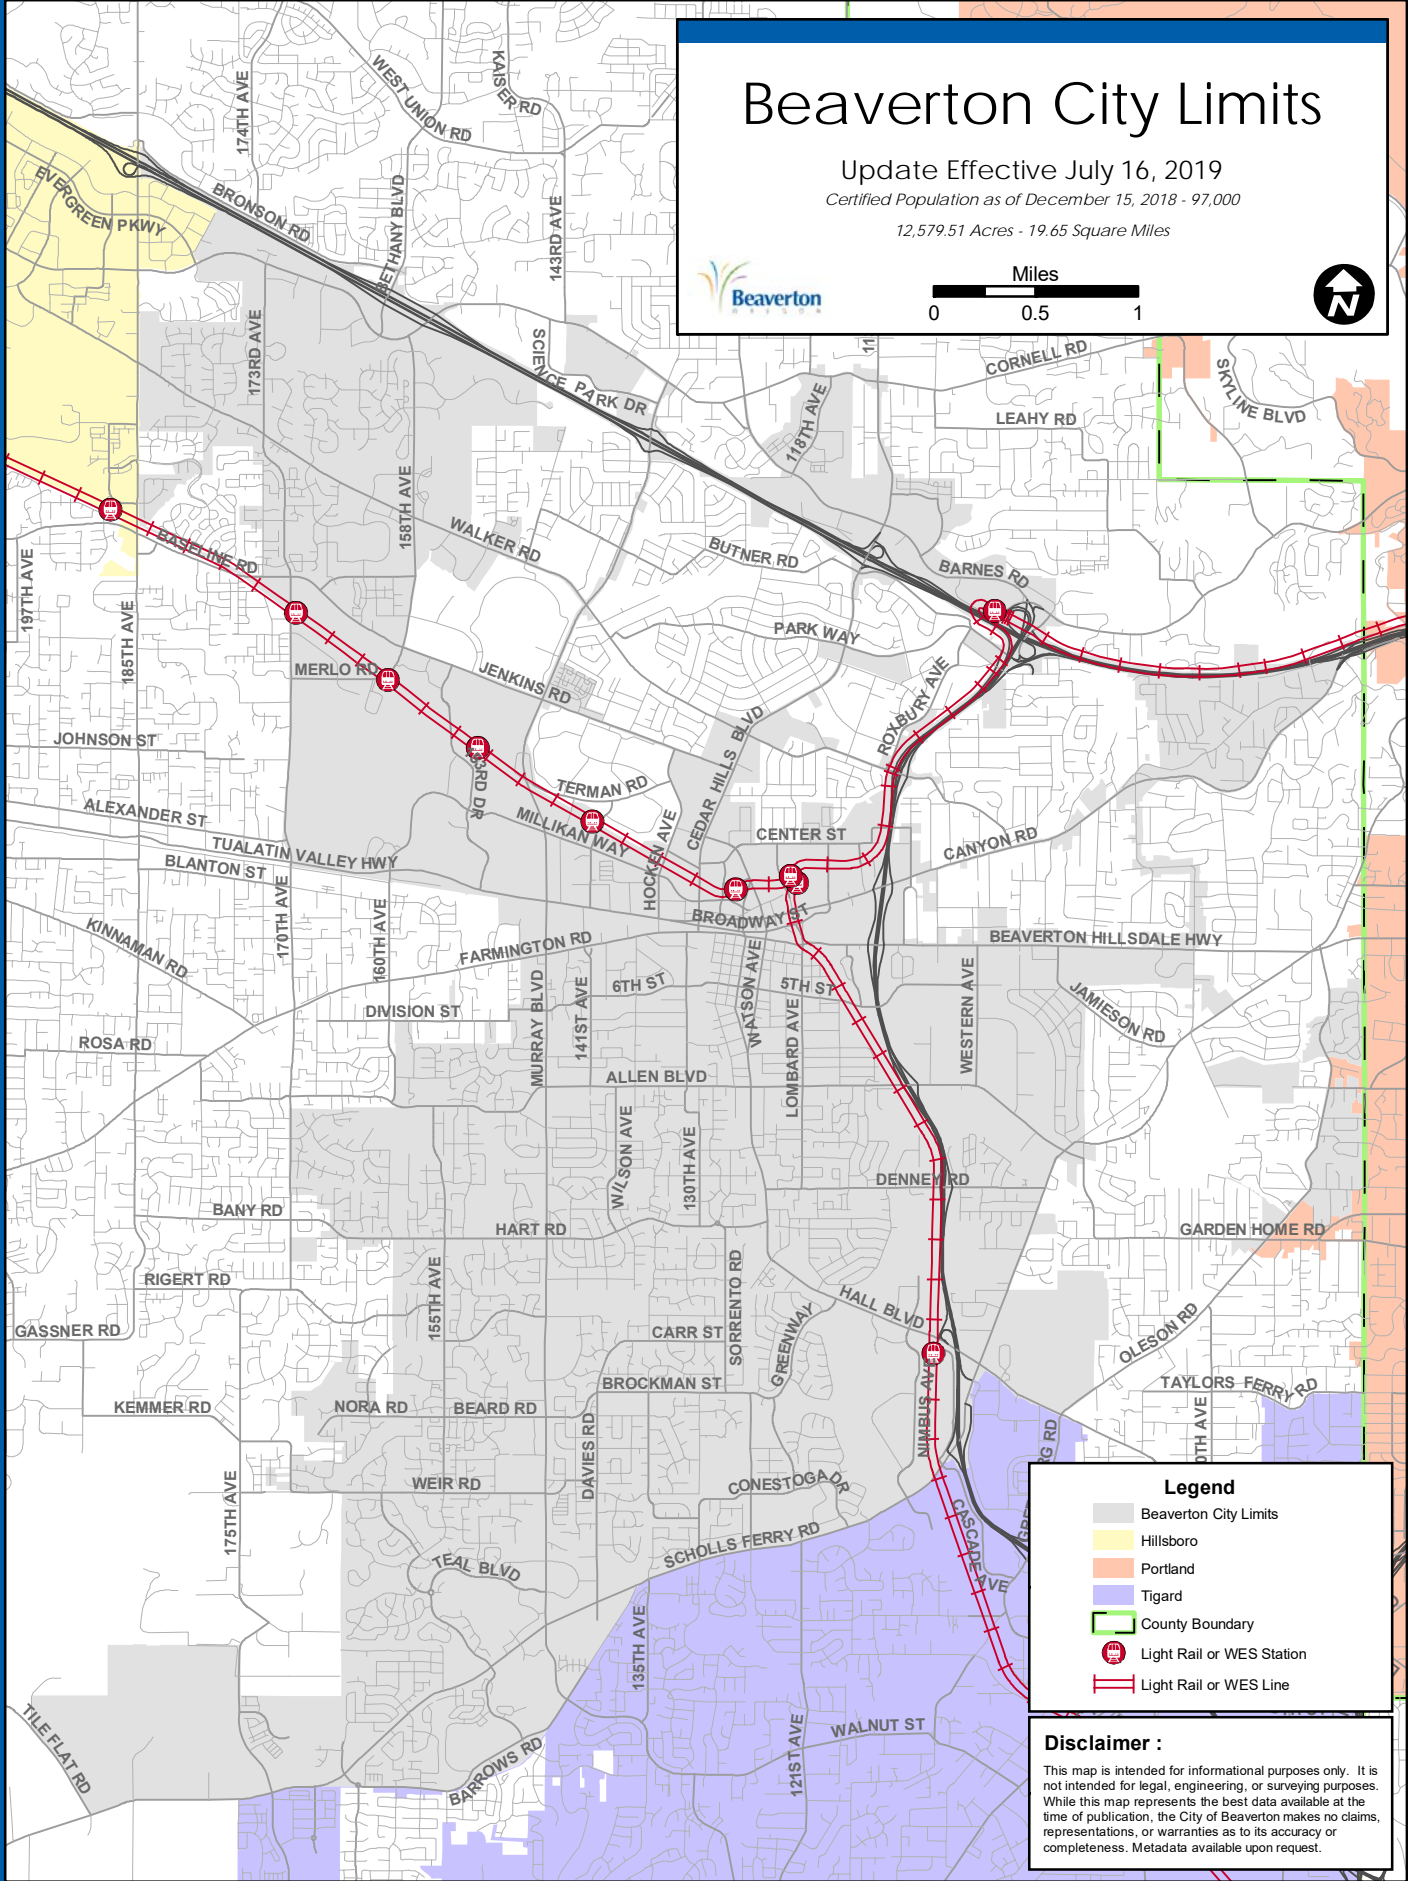 Beaverton City Limits
Update Effective July 16, 2019
Certified Population as of December 15, 2018 - 97,000
12,579.51 Acres - 19.65 Square Miles
Beaverton
OREGON
Miles
0 0.5 1
N
KAISER RD
WEST UNION RD
174TH AVE
EVERGREEN PKWY
BRONSON RD
BETHANY BLVD
143RD AVE
173RD AVE
SCIENCE PARK DR
CORNELL RD
SKYLINE BLVD
LEAHY RD
118TH AVE
158TH AVE
WALKER RD
BUTNER RD
BARNES RD
BASELINE RD
197TH AVE
185TH AVE
PARK WAY
MERLO RD
JENKINS RD
ROXBURY AVE
CEDAR HILLS BLVD
JOHNSON ST
TERMAN RD
MILLIKAN WAY
HOCKEN AVE
CENTER ST
CANYON RD
ALEXANDER ST
TUALATIN VALLEY HWY
BLANTON ST
170TH AVE
160TH AVE
KINNAMAN RD
FARMINGTON RD
BROADWAY ST
BEAVERTON HILLSDALE HWY
MURRAY BLVD
141ST AVE
6TH ST
WATSON AVE
5TH ST
LOMBARD AVE
WESTERN AVE
JAMIESON RD
DIVISION ST
ROSA RD
ALLEN BLVD
WILSON AVE
130TH AVE
DENNEY RD
BANY RD
HART RD
GARDEN HOME RD
RIGERT RD
155TH AVE
SORRENTO RD
HALL BLVD
GREENWAY
GASSNER RD
CARR ST
OLESON RD
BROCKMAN ST
TAYLORS FERRY RD
KEMMER RD
NORA RD
BEARD RD
DAVIES RD
NIMBUS AVE
175TH AVE
WEIR RD
CONESTOGA DR
CASCADE AVE
SCHOLLS FERRY RD
TEAL BLVD
135TH AVE
TILE FLAT RD
BARROWS RD
121ST AVE
WALNUT ST
Legend
Beaverton City Limits
Hillsboro
Portland
Tigard
County Boundary
Light Rail or WES Station
Light Rail or WES Line
Disclaimer :
This map is intended for informational purposes only. It is
not intended for legal, engineering, or surveying purposes.
While this map represents the best data available at the
time of publication, the City of Beaverton makes no claims,
representations, or warranties as to its accuracy or
completeness. Metadata available upon request.